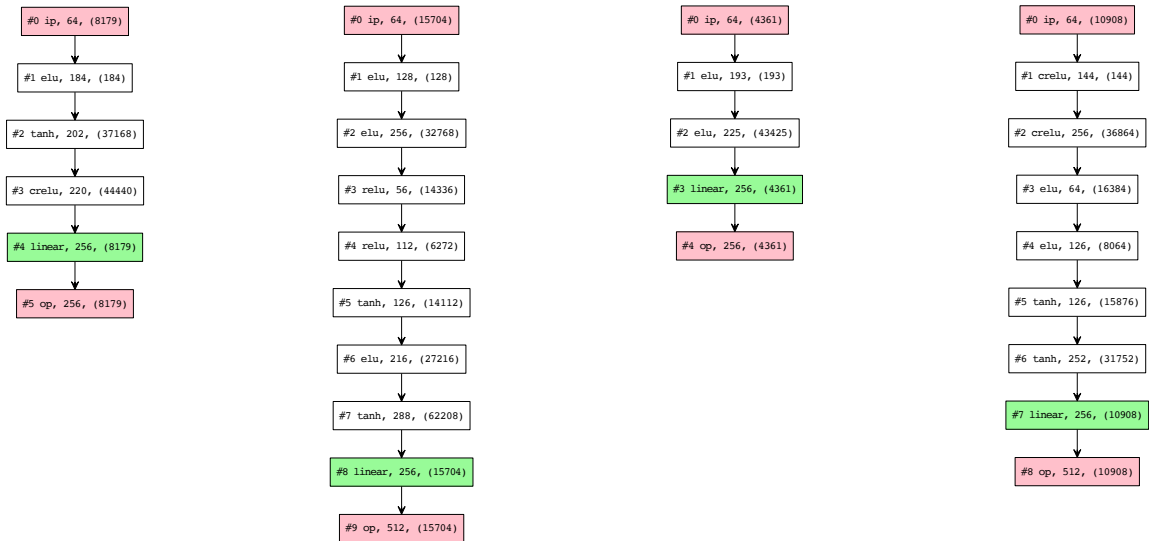 #0 ip, 64, (8179)
#1 elu, 184, (184)
#2 tanh, 202, (37168)
#3 crelu, 220, (44440)
#4 linear, 256, (8179)
#5 op, 256, (8179)
#0 ip, 64, (15704)
#1 elu, 128, (128)
#2 elu, 256, (32768)
#3 relu, 56, (14336)
#4 relu, 112, (6272)
#5 tanh, 126, (14112)
#6 elu, 216, (27216)
#7 tanh, 288, (62208)
#8 linear, 256, (15704)
#9 op, 512, (15704)
#0 ip, 64, (4361)
#1 elu, 193, (193)
#2 elu, 225, (43425)
#3 linear, 256, (4361)
#4 op, 256, (4361)
#0 ip, 64, (10908)
#1 crelu, 144, (144)
#2 crelu, 256, (36864)
#3 elu, 64, (16384)
#4 elu, 126, (8064)
#5 tanh, 126, (15876)
#6 tanh, 252, (31752)
#7 linear, 256, (10908)
#8 op, 512, (10908)